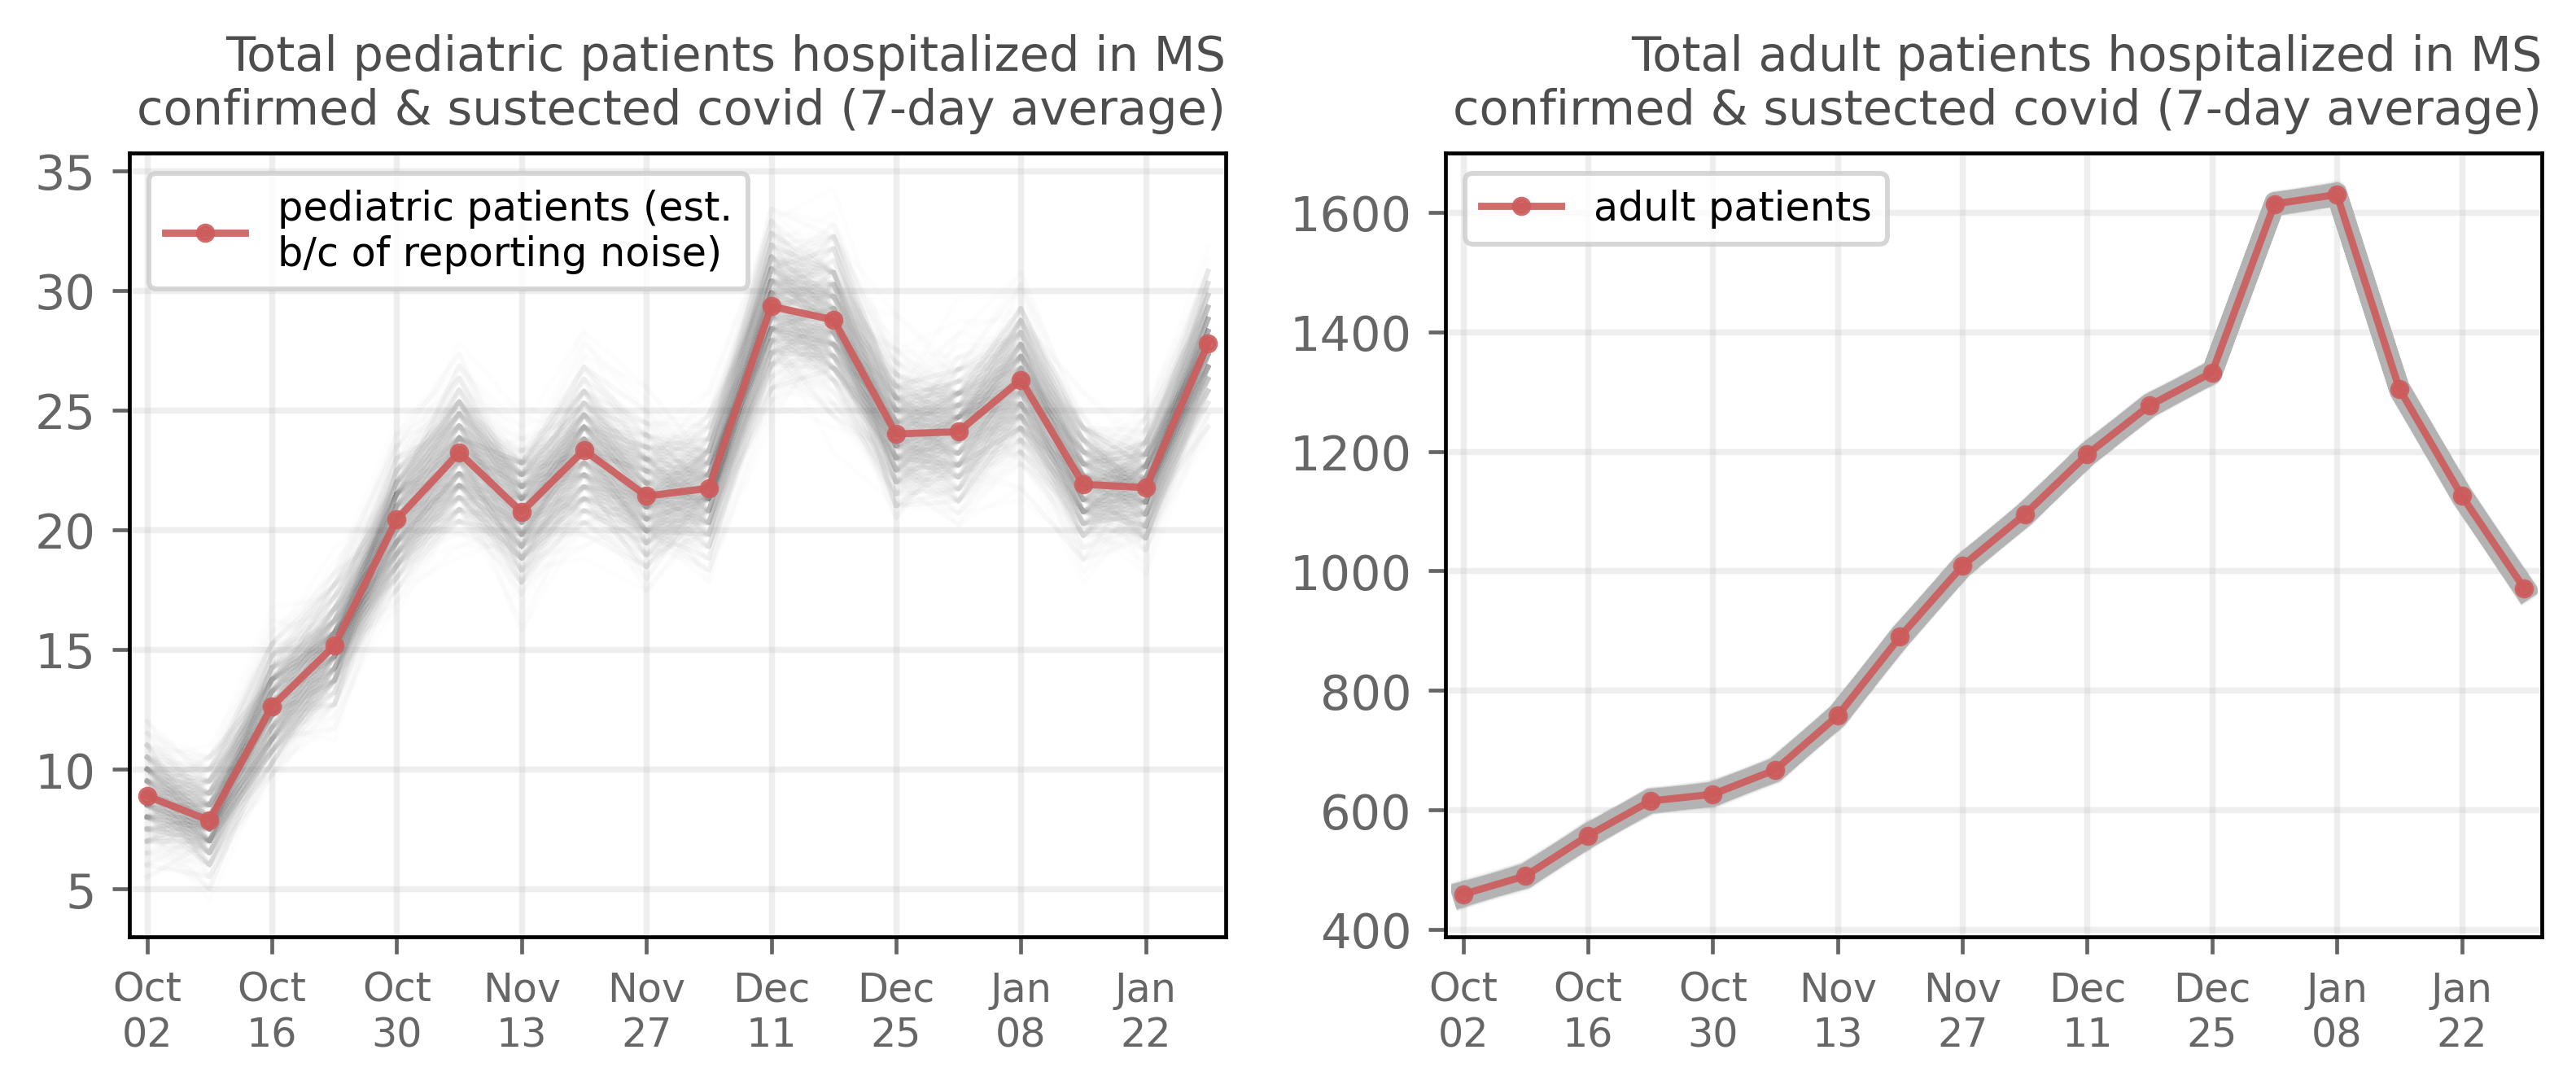 Total pediatric patients hospitalized in MS
confirmed & sustected covid (7-day average)
35
30
25
20
15
10
5
pediatric patients (est.
b/c of reporting noise)
Oct Oct Oct Nov Nov Dec Dec Jan Jan
02 16 30 13 27 11 25 08 22
Total adult patients hospitalized in MS
confirmed & sustected covid (7-day average)
1600
1400
1200
1000
800
600
400
adult patients
Oct Oct Oct Nov Nov Dec Dec Jan Jan
02 16 30 13 27 11 25 08 22